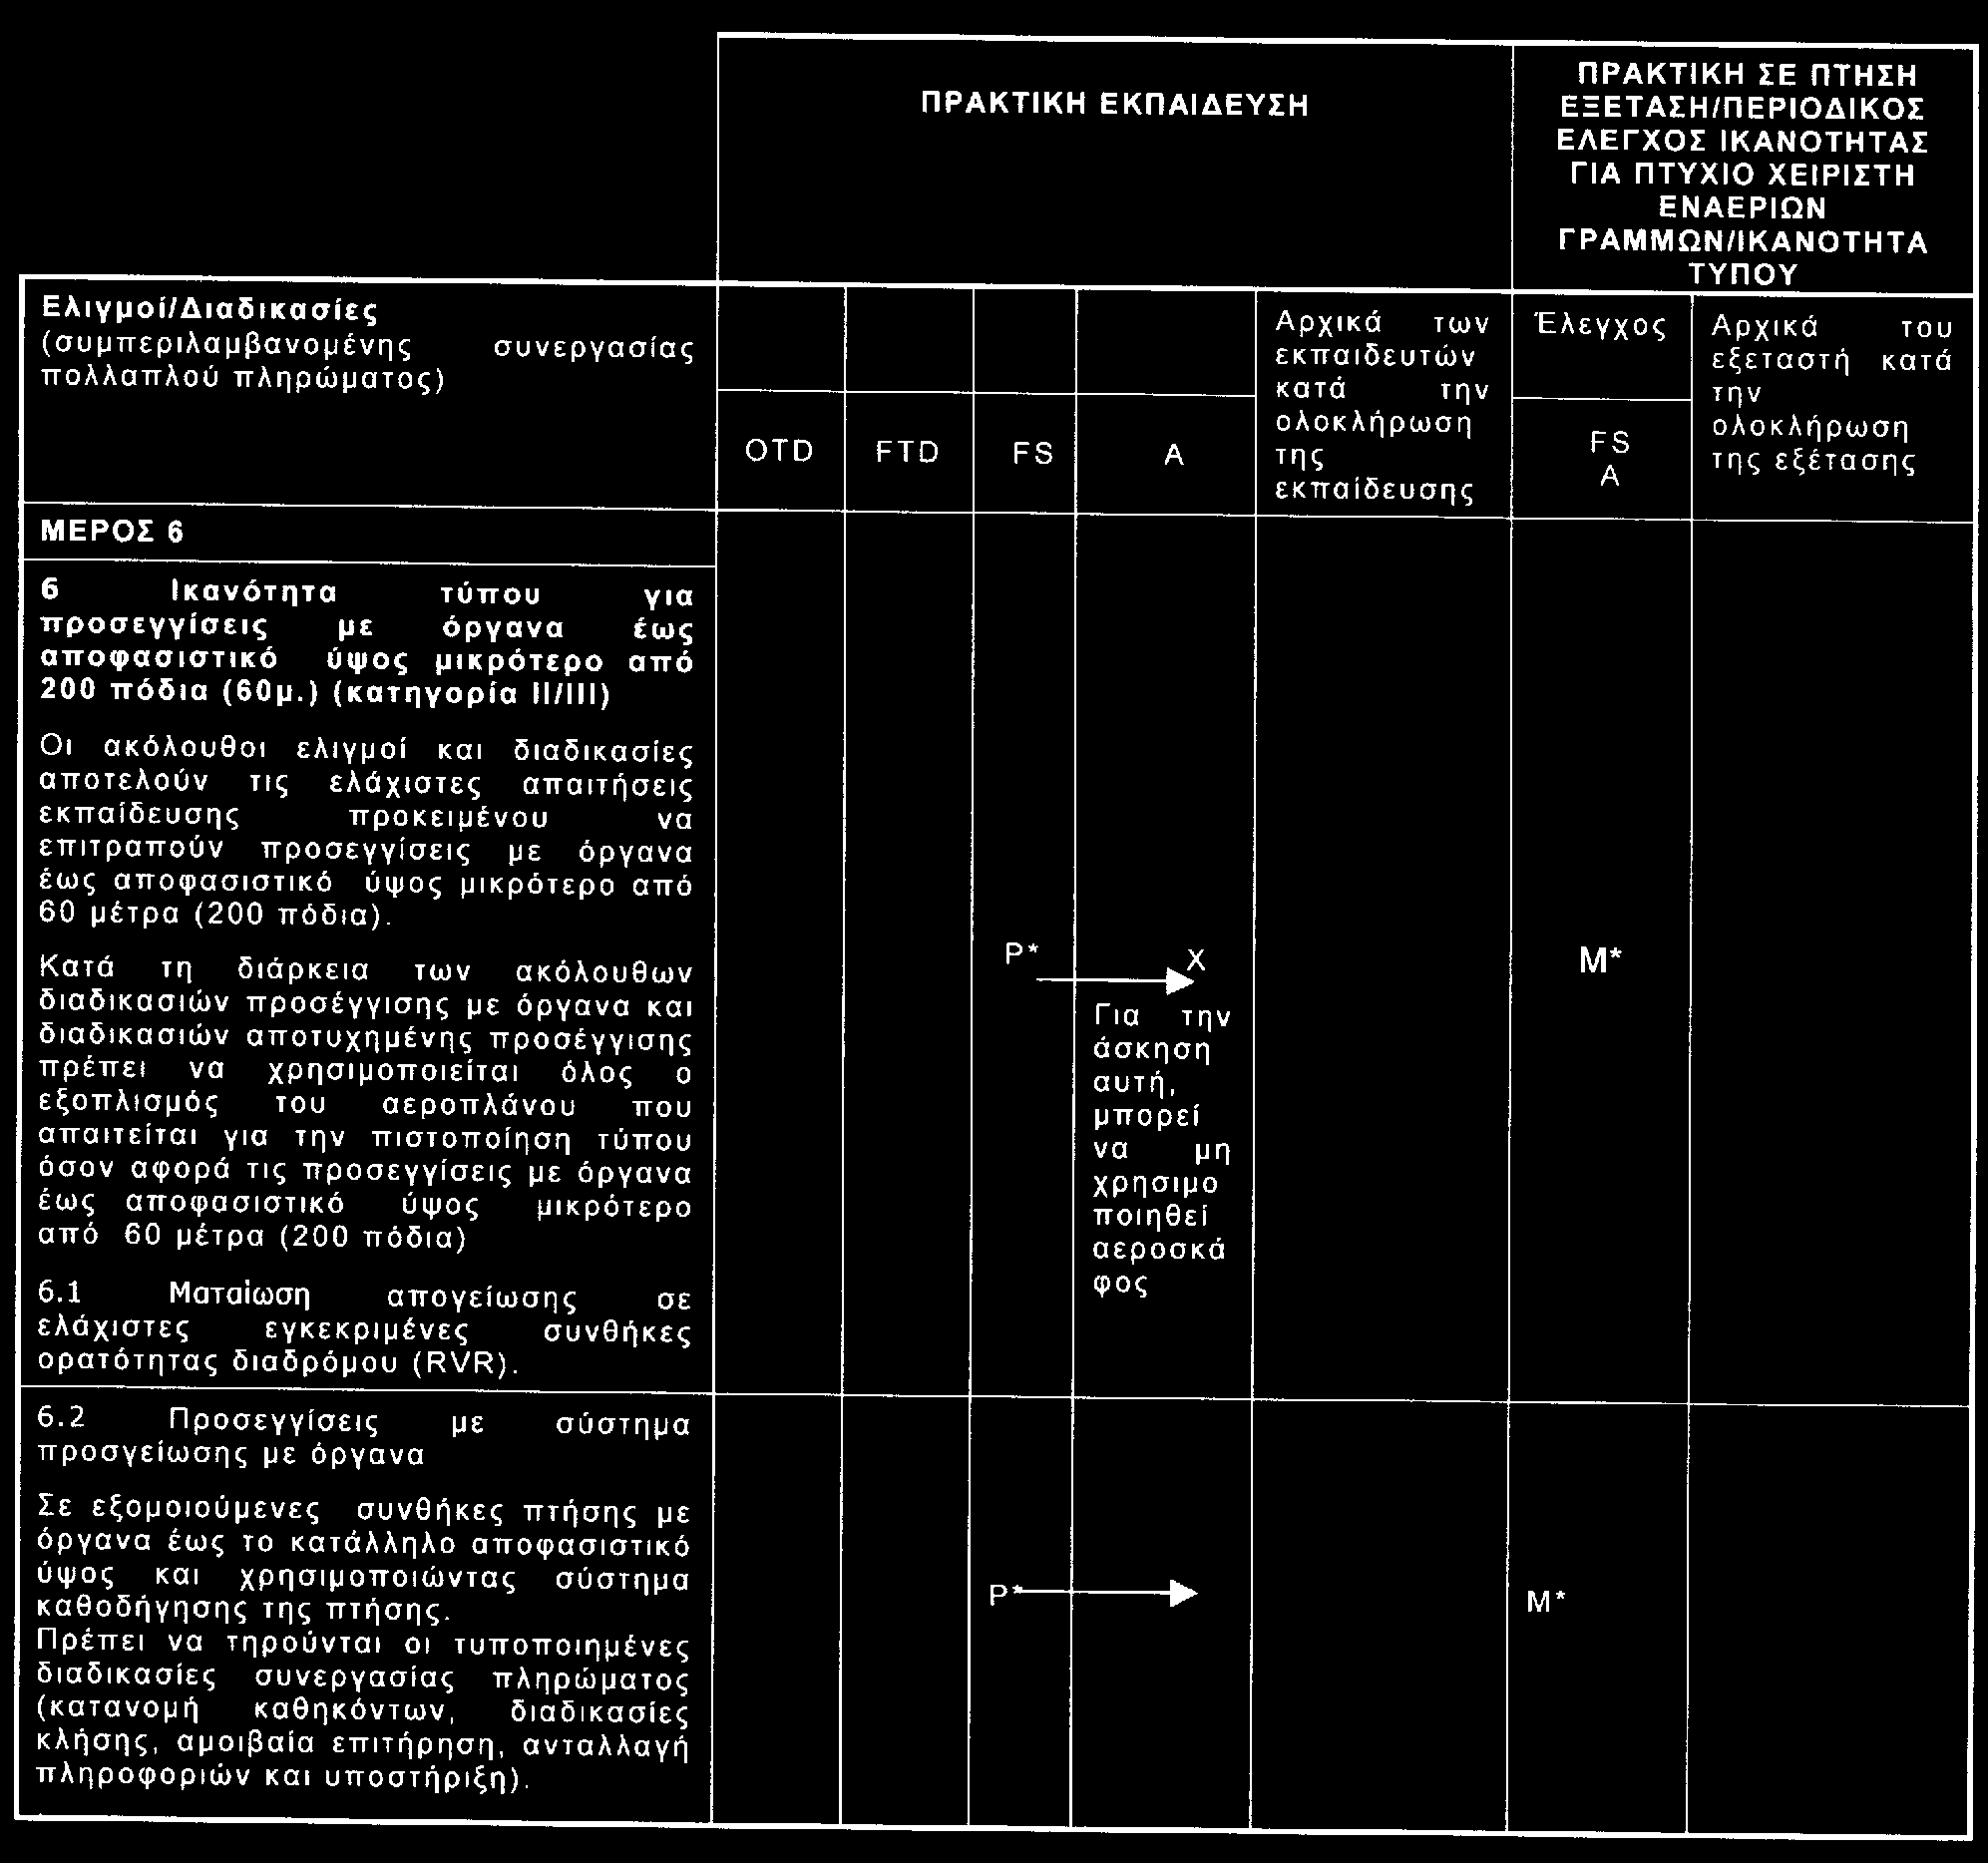 ΠΡΑΚΤΙΚΗ ΕΚΠΑΙΔΕΥΣΗ
ΠΡΑΚΤΙΚΗ ΣΕ ΠΤΗΣΗ
ΕΞΕΤΑΣΗ/ΠΕΡΙΟΔΙΚΟΣ
ΕΛΕΓΧΟΣ ΙΚΑΝΟΤΗΤΑΣ
ΓΙΑ ΠΤΥΧΙΟ ΧΕΙΡΙΣΤΗ
ΕΝΑΕΡΙΩΝ
ΓΡΑΜΜΩΝ/ΙΚΑΝΟΤΗΤΑ
ΤΥΠΟΥ
Ελιγμοί/Διαδικασίες
(συμπεριλαμβανομένης συνεργασίας
πολλαπλού πληρώματος)
OTD
FTD
FS
A
Αρχικά των
εκπαιδευτών
κατά την
ολοκλήρωση
της
εκπαίδευσης
Έλεγχος
FS
A
Αρχικά του
εξεταστή κατά
την
ολοκλήρωση
της εξέτασης
ΜΕΡΟΣ 6
6 Ικανότητα τύπου για
προσεγγίσεις με όργανα έως
αποφασιστικό ύψος μικρότερο από
200 πόδια (60μ.) (κατηγορία ΙΙ/ΙΙΙ)
Οι ακόλουθοι ελιγμοί και διαδικασίες
αποτελούν τις ελάχιστες απαιτήσεις
εκπαίδευσης προκειμένου να
επιτραπούν προσεγγίσεις με όργανα
έως αποφασιστικό ύψος μικρότερο από
60 μέτρα (200 πόδια).
Κατά τη διάρκεια των ακόλουθων
διαδικασιών προσέγγισης με όργανα και
διαδικασιών αποτυχημένης προσέγγισης
πρέπει να χρησιμοποιείται όλος ο
εξοπλισμός του αεροπλάνου που
απαιτείται για την πιστοποίηση τύπου
όσον αφορά τις προσεγγίσεις με όργανα
έως αποφασιστικό ύψος μικρότερο
από 60 μέτρα (200 πόδια)
6.1 Ματαίωση απογείωσης σε
ελάχιστες εγκεκριμένες συνθήκες
ορατότητας διαδρόμου (RVR).
P*
X
Για την
άσκηση
αυτή,
μπορεί
να μη
χρησιμο
ποιηθεί
αεροσκά
φος
M*
6.2 Προσεγγίσεις με σύστημα
προσγείωσης με όργανα
Σε εξομοιούμενες συνθήκες πτήσης με
όργανα έως το κατάλληλο αποφασιστικό
ύψος και χρησιμοποιώντας σύστημα
καθοδήγησης της πτήσης.
Πρέπει να τηρούνται οι τυποποιημένες
διαδικασίες συνεργασίας πληρώματος
(κατανομή καθηκόντων, διαδικασίες
κλήσης, αμοιβαία επιτήρηση, ανταλλαγή
πληροφοριών και υποστήριξη).
P*
M*